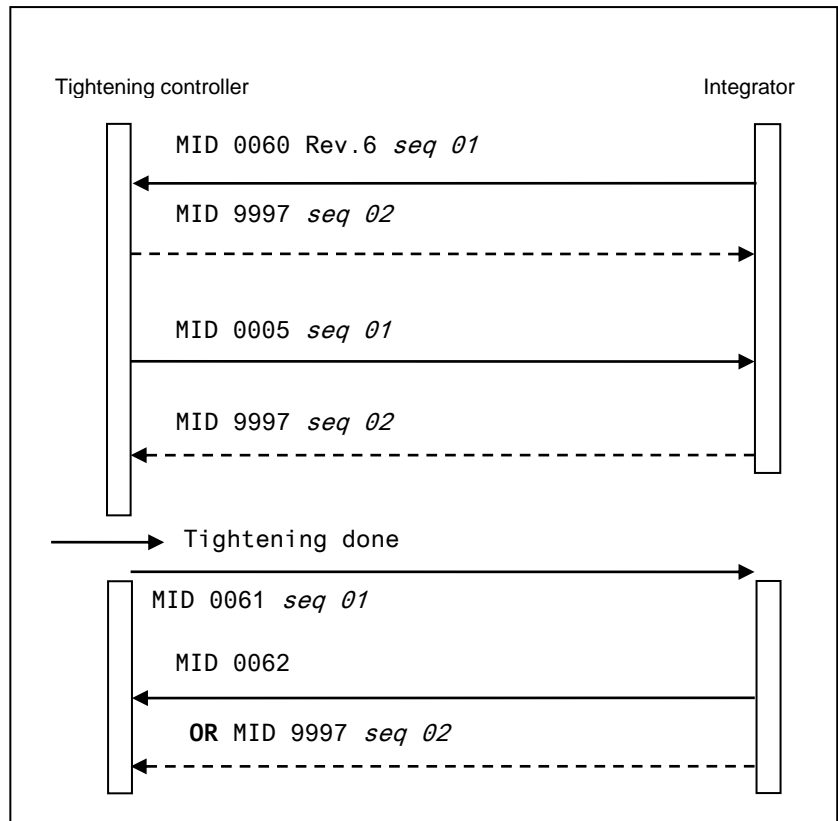 Tightening controller
Integrator
MID 0060 Rev.6 seq 01
MID 9997 seq 02
MID 0005 seq 01
MID 9997 seq 02
Tightening done
MID 0061 seq 01
MID 0062
OR MID 9997 seq 02